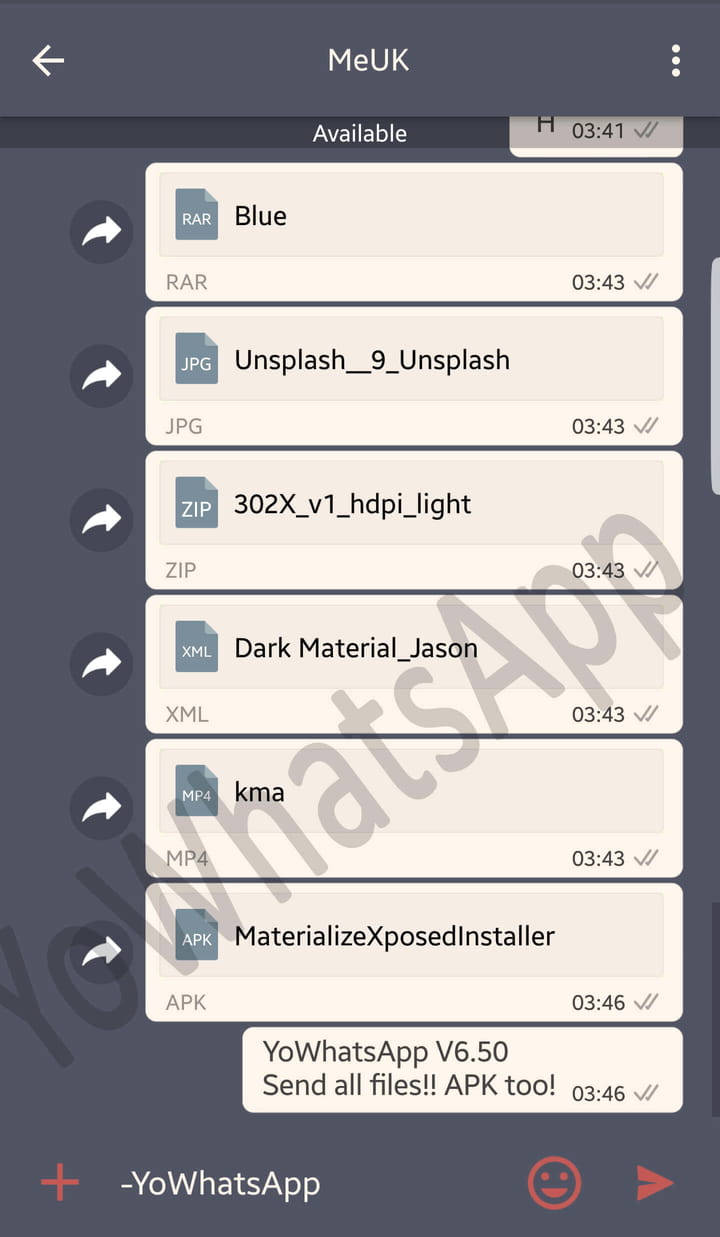 MeUK
H 03:41
Available
RAR Blue
RAR 03:43
JPG Unsplash__9_Unsplash
JPG 03:43
ZIP 302X_v1_hdpi_light
ZIP 03:43
XML Dark Material_Jason
XML 03:43
MP4 kma
MP4 03:43
APK MaterializeXposedInstaller
APK 03:46
YoWhatsApp V6.50
Send all files!! APK too! 03:46
-YoWhatsApp
YoWhatsApp